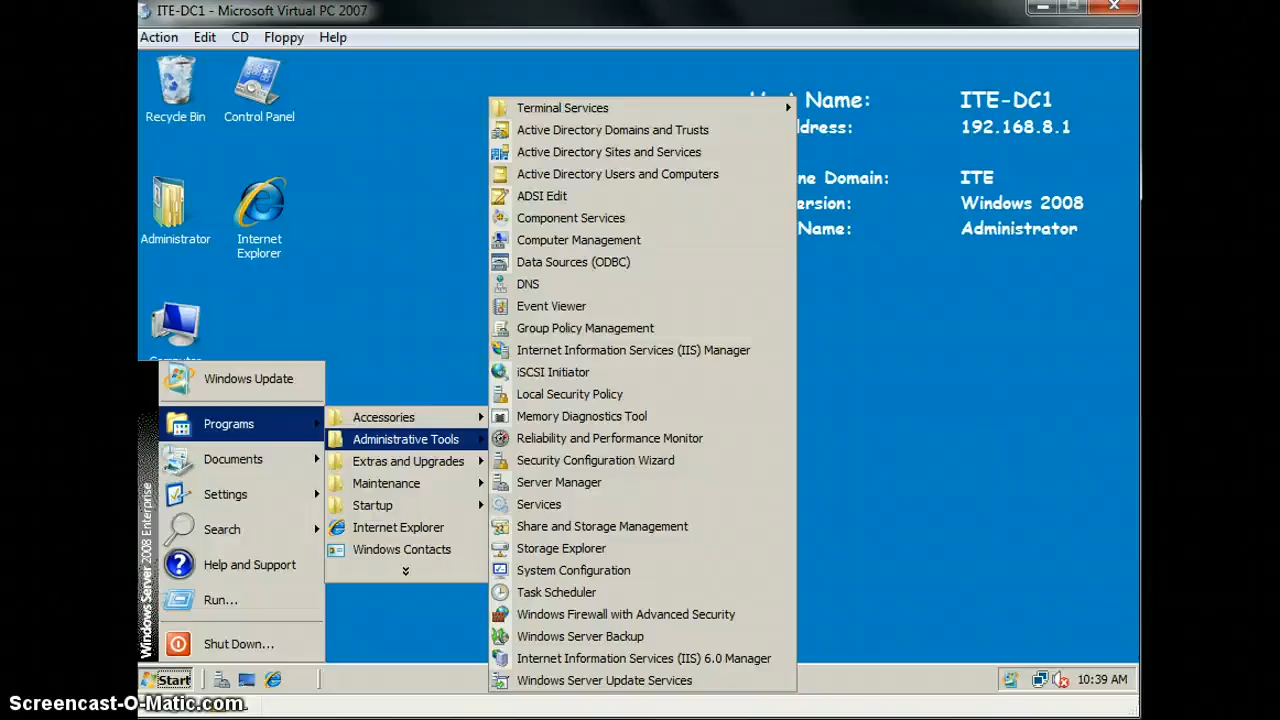 ITE-DC1 - Microsoft Virtual PC 2007
Action Edit CD Floppy Help
Recycle Bin
Control Panel
Administrator
Internet
Explorer
Name: ITE-DC1
192.168.8.1
Domain: ITE
Windows 2008
Name: Administrator
Windows Update
Programs
Documents
Settings
Search
Help and Support
Run...
Shut Down...
Windows Server 2008 Enterprise
Accessories
Administrative Tools
Extras and Upgrades
Maintenance
Startup
Internet Explorer
Windows Contacts
Terminal Services
Active Directory Domains and Trusts
Active Directory Sites and Services
Active Directory Users and Computers
ADSI Edit
Component Services
Computer Management
Data Sources (ODBC)
DNS
Event Viewer
Group Policy Management
Internet Information Services (IIS) Manager
iSCSI Initiator
Local Security Policy
Memory Diagnostics Tool
Reliability and Performance Monitor
Security Configuration Wizard
Server Manager
Services
Share and Storage Management
Storage Explorer
System Configuration
Task Scheduler
Windows Firewall with Advanced Security
Windows Server Backup
Internet Information Services (IIS) 6.0 Manager
Windows Server Update Services
Start
10:39 AM
Screencast-O-Matic.com